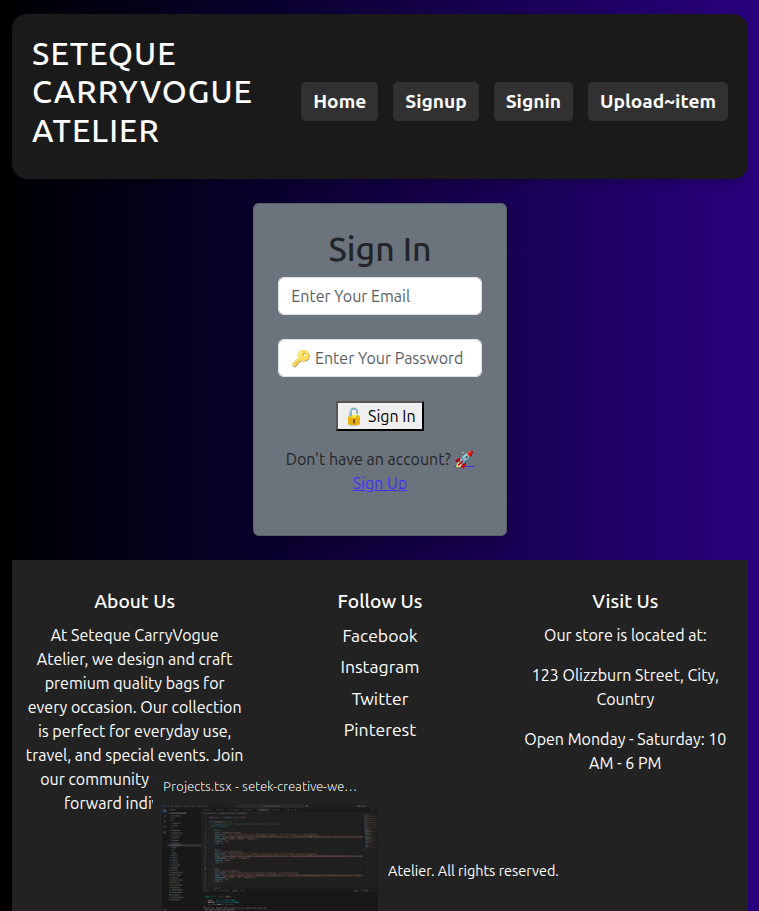 SETEQUE
CARRYVOGUE
ATELIER
Home
Signup
Signin
Upload~item
Sign In
Enter Your Email
🔑 Enter Your Password
🔓 Sign In
Don't have an account? 🚀
Sign Up
About Us
At Seteque CarryVogue
Atelier, we design and craft
premium quality bags for
every occasion. Our collection
is perfect for everyday use,
travel, and special events. Join
our community
forward indi
Follow Us
Facebook
Instagram
Twitter
Pinterest
Visit Us
Our store is located at:
123 Olizzburn Street, City,
Country
Open Monday - Saturday: 10
AM - 6 PM
Projects.tsx - setek-creative-we…
Atelier. All rights reserved.